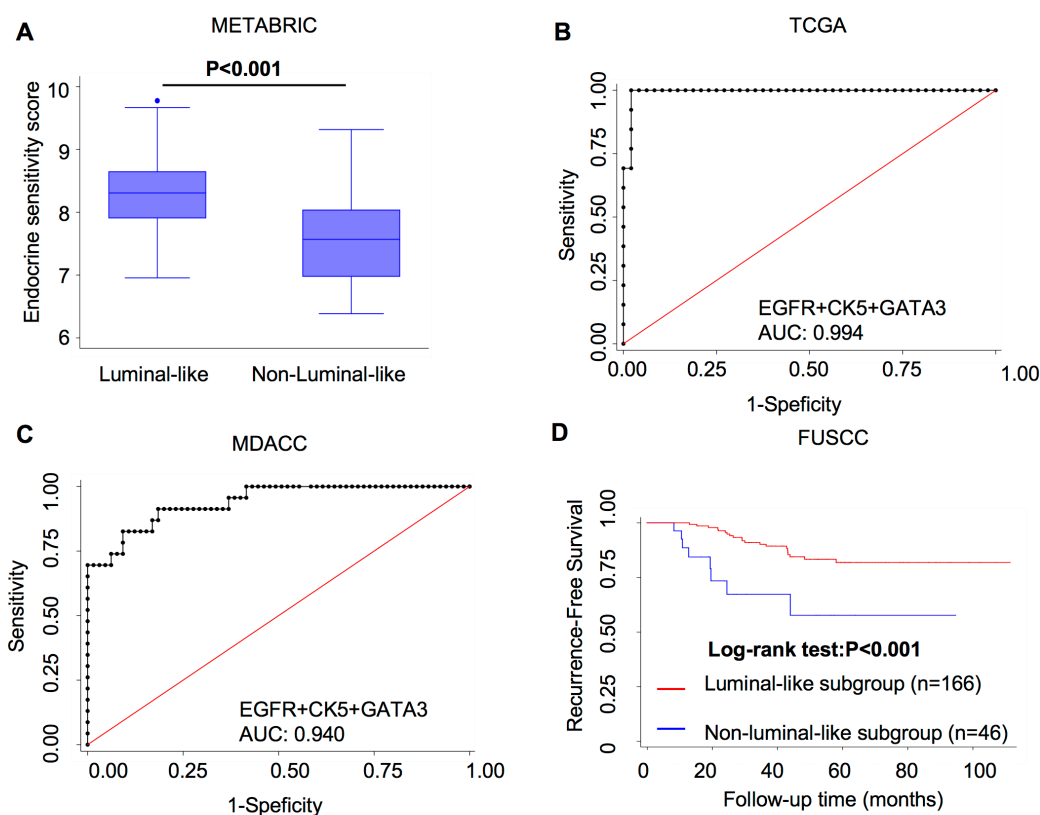 A
METABRIC
P<0.001
Endocrine sensitivity score
10
9
8
7
6
Luminal-like
Non-Luminal-like
B
TCGA
Sensitivity
1.00
0.75
0.50
0.25
0.00
EGFR+CK5+GATA3
AUC: 0.994
0.00
0.25
0.50
0.75
1.00
1-Speficity
C
MDACC
Sensitivity
1.00
0.75
0.50
0.25
0.00
EGFR+CK5+GATA3
AUC: 0.940
0.00
0.25
0.50
0.75
1.00
1-Speficity
D
FUSCC
Recurrence-Free Survival
1.00
0.75
0.50
0.25
0
Log-rank test:P<0.001
Luminal-like subgroup (n=166)
Non-luminal-like subgroup (n=46)
0
20
40
60
80
100
Follow-up time (months)